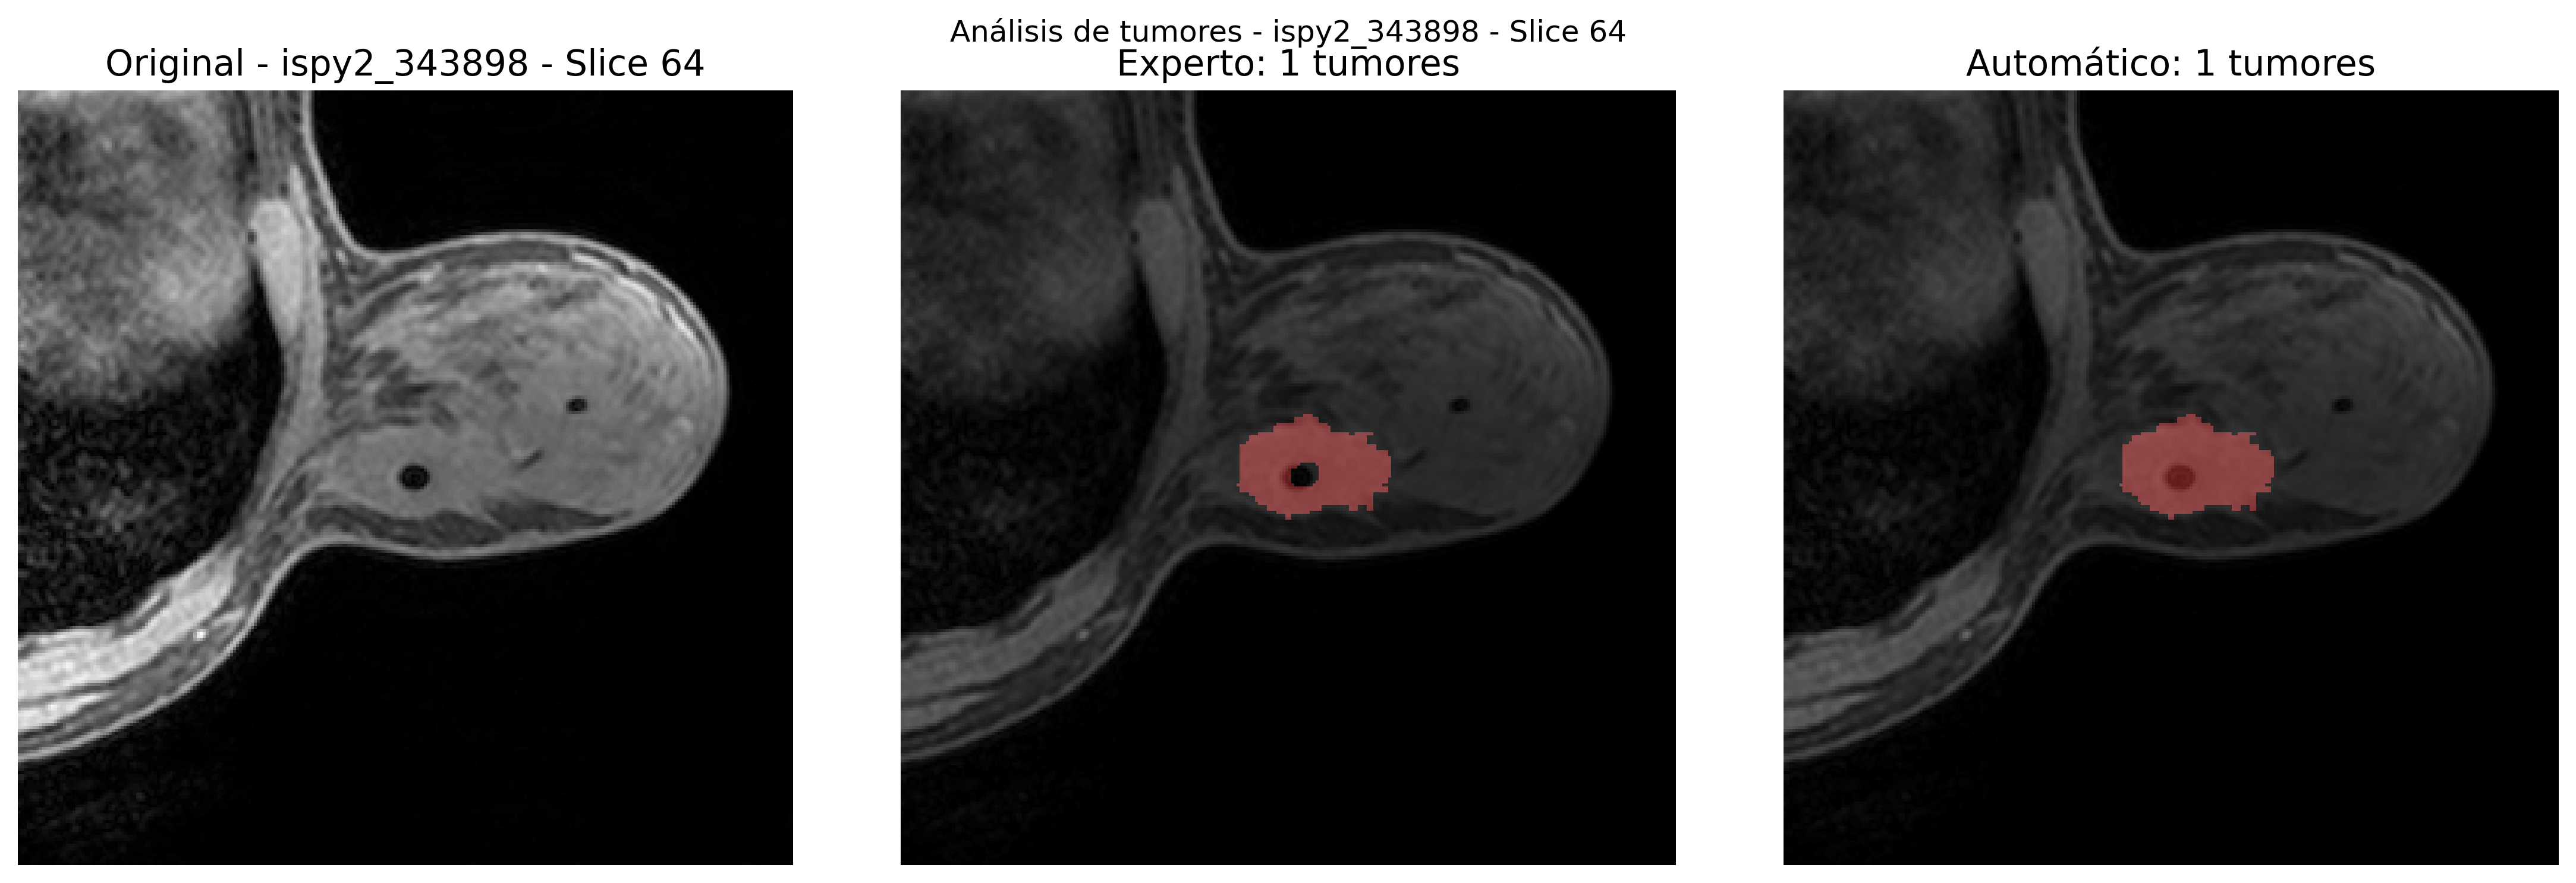 Análisis de tumores - ispy2_343898 - Slice 64
Original - ispy2_343898 - Slice 64
Experto: 1 tumores
Automático: 1 tumores